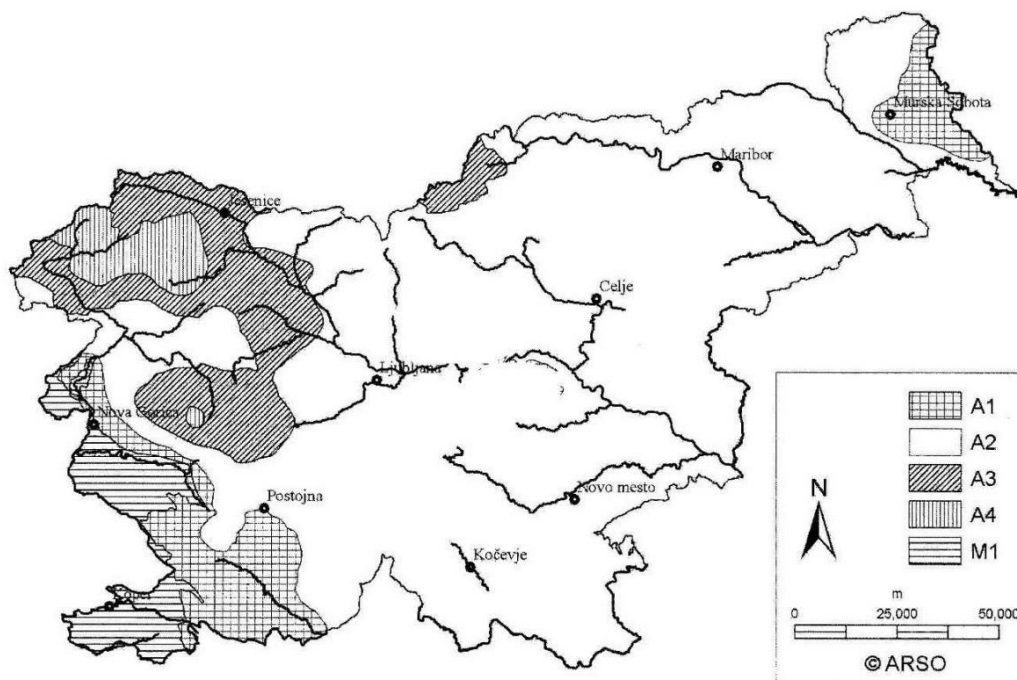 Murska Sobota
Maribor
Jesenice
Celje
Ljubljana
Nova Gorica
Postojna
Novo mesto
Kočevje
A1
A2
A3
A4
M1
N
m
0 25,000 50,000
© ARSO